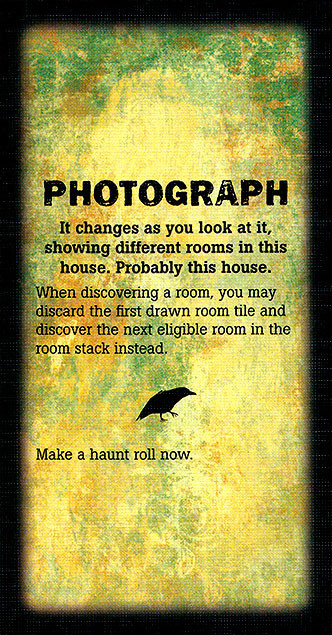 PHOTOGRAPH
It changes as you look at it,
showing different rooms in this
house. Probably this house.
When discovering a room, you may
discard the first drawn room tile and
discover the next eligible room in the
room stack instead.
Make a haunt roll now.